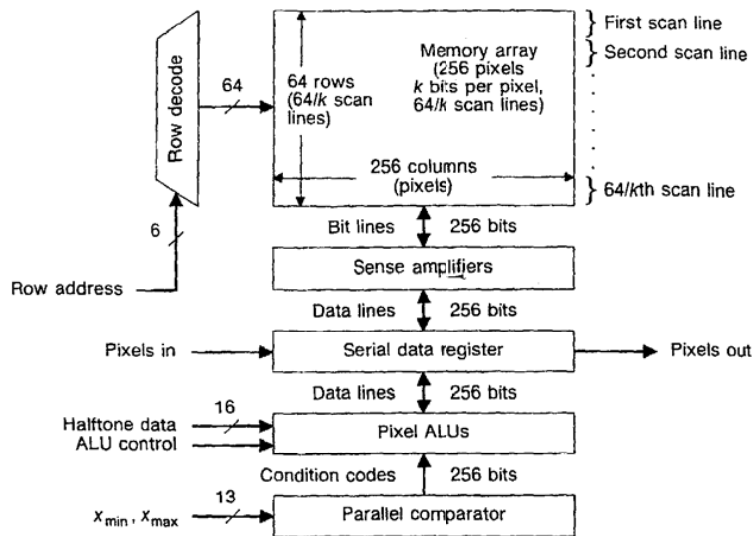 First scan line
Second scan line
.
.
.
.
.
64/kth scan line
Row decode
64
64 rows
(64/k scan
lines)
Memory array
(256 pixels
k bits per pixel,
64/k scan lines)
256 columns
(pixels)
6
Row address
Bit lines
256 bits
Sense amplifiers
Data lines
256 bits
Pixels in
Serial data register
Pixels out
Data lines
256 bits
Halftone data
16
ALU control
Pixel ALUs
Condition codes
256 bits
xmin, xmax
13
Parallel comparator